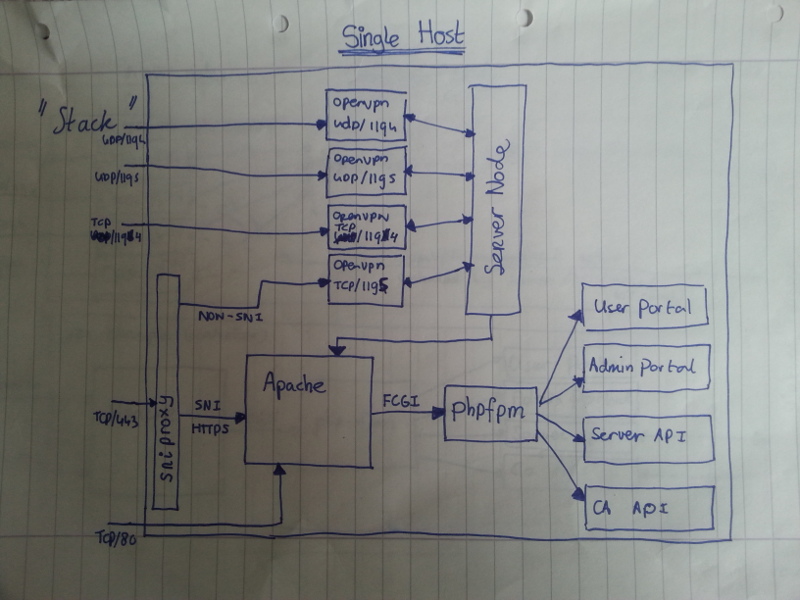 Single Host
"Stack"
UDP/1194
UDP/1195
TCP
/1194
TCP/443
TCP/80
Openvpn
udp/1194
Openvpn
UDP/1195
Openvpn
TCP
/1194
Openvpn
TCP/1195
Server Node
NON-SNI
sniproxy
SNI
HTTPS
Apache
FCGI
phpfpm
User Portal
Admin Portal
Server API
CA API